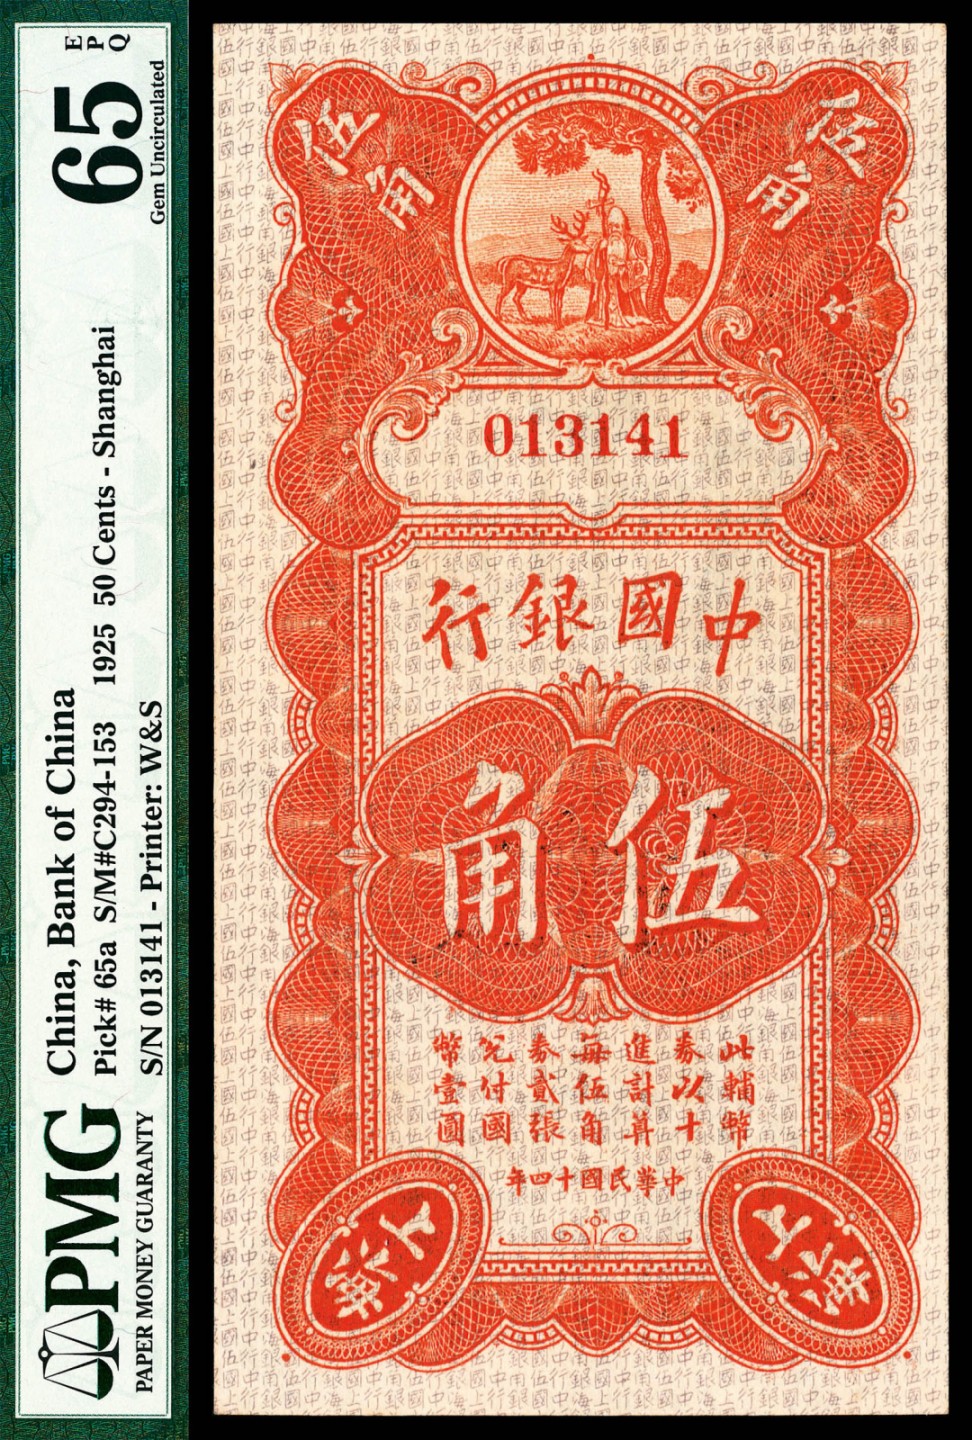 PMG
PAPER MONEY GUARANTY
China, Bank of China
Pick# 65a S/M#C294-153 1925 50 Cents - Shanghai
S/N 013141 - Printer: W&S
65
EPQ
Gem Uncirculated
伍角
伍角
013141
中國銀行
伍角
此輔幣
券以十
進計算
每伍角
券貳張
兌付國
幣壹圓
中華民國十四年
上海
上海